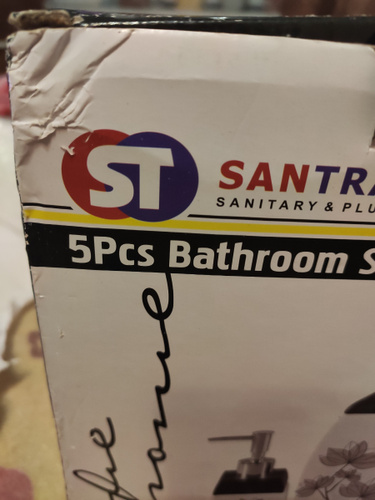 ST
SANTRA
SANITARY & PLU
5Pcs Bathroom S